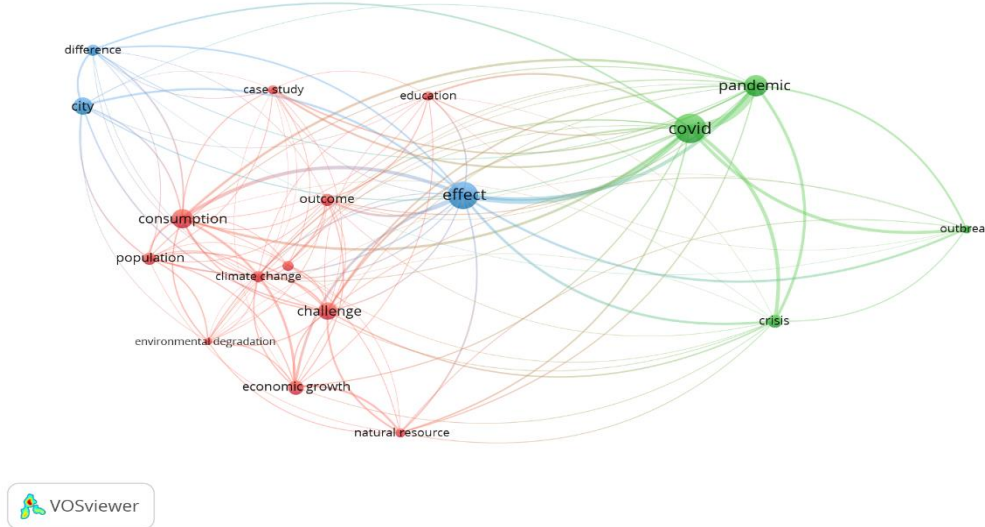 difference
pandemic
case study
education
city
covid
effect
outcome
consumption
outbrea
population
climate change
challenge
crisis
environmental degradation
economic growth
natural resource
VOSviewer